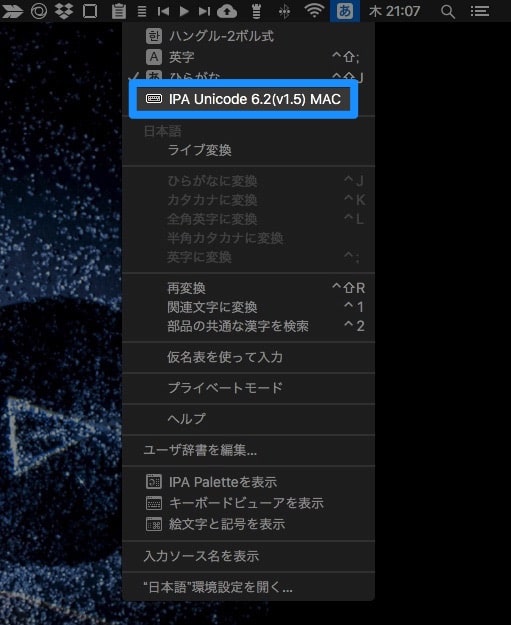 あ 木 21:07
한 ハングル-2ボル式
A 英字 ^⇧;
✓ あ ひらがな ^⇧J
IPA Unicode 6.2(v1.5) MAC
日本語
ライブ変換
ひらがなに変換 ^J
カタカナに変換 ^K
全角英字に変換 ^L
半角カタカナに変換
英字に変換 ^;
再変換 ^⇧R
関連文字に変換 ^1
部品の共通な漢字を検索 ^2
仮名表を使って入力
プライベートモード
ヘルプ
ユーザ辞書を編集...
IPA Paletteを表示
キーボードビューアを表示
絵文字と記号を表示
入力ソース名を表示
“日本語”環境設定を開く...